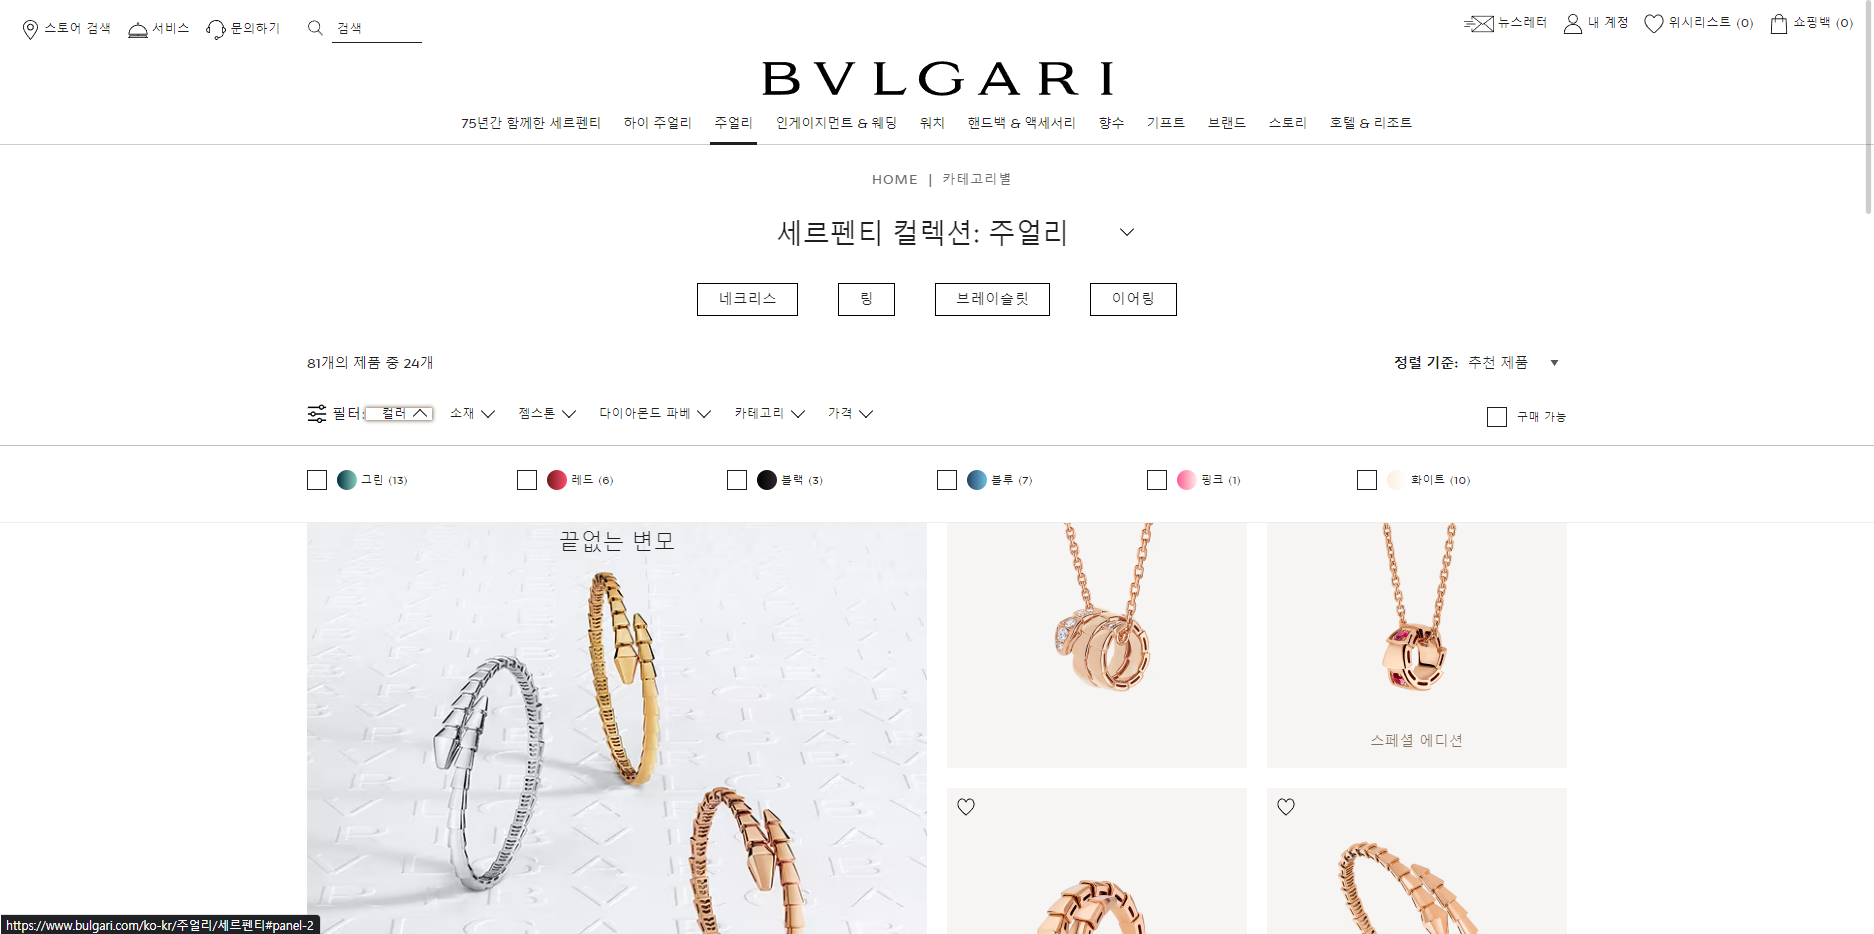 스토어 검색 서비스 문의하기 검색 뉴스레터 내 계정 위시리스트 (0) 쇼핑백 (0)
BVLGARI
75년간 함께한 세르펜티 하이 주얼리 주얼리 인게이지먼트 & 웨딩 워치 핸드백 & 액세서리 향수 기프트 브랜드 스토리 호텔 & 리조트
HOME | 카테고리별
세르펜티 컬렉션: 주얼리
네크리스 링 브레이슬릿 이어링
81개의 제품 중 24개 정렬 기준: 추천 제품
필터: 컬러 소재 젬스톤 다이아몬드 파베 카테고리 가격 구매 가능
그린 (13) 레드 (6) 블랙 (3) 블루 (7) 핑크 (1) 화이트 (10)
끝없는 변모
스페셜 에디션
https://www.bulgari.com/ko-kr/주얼리/세르펜티#panel-2